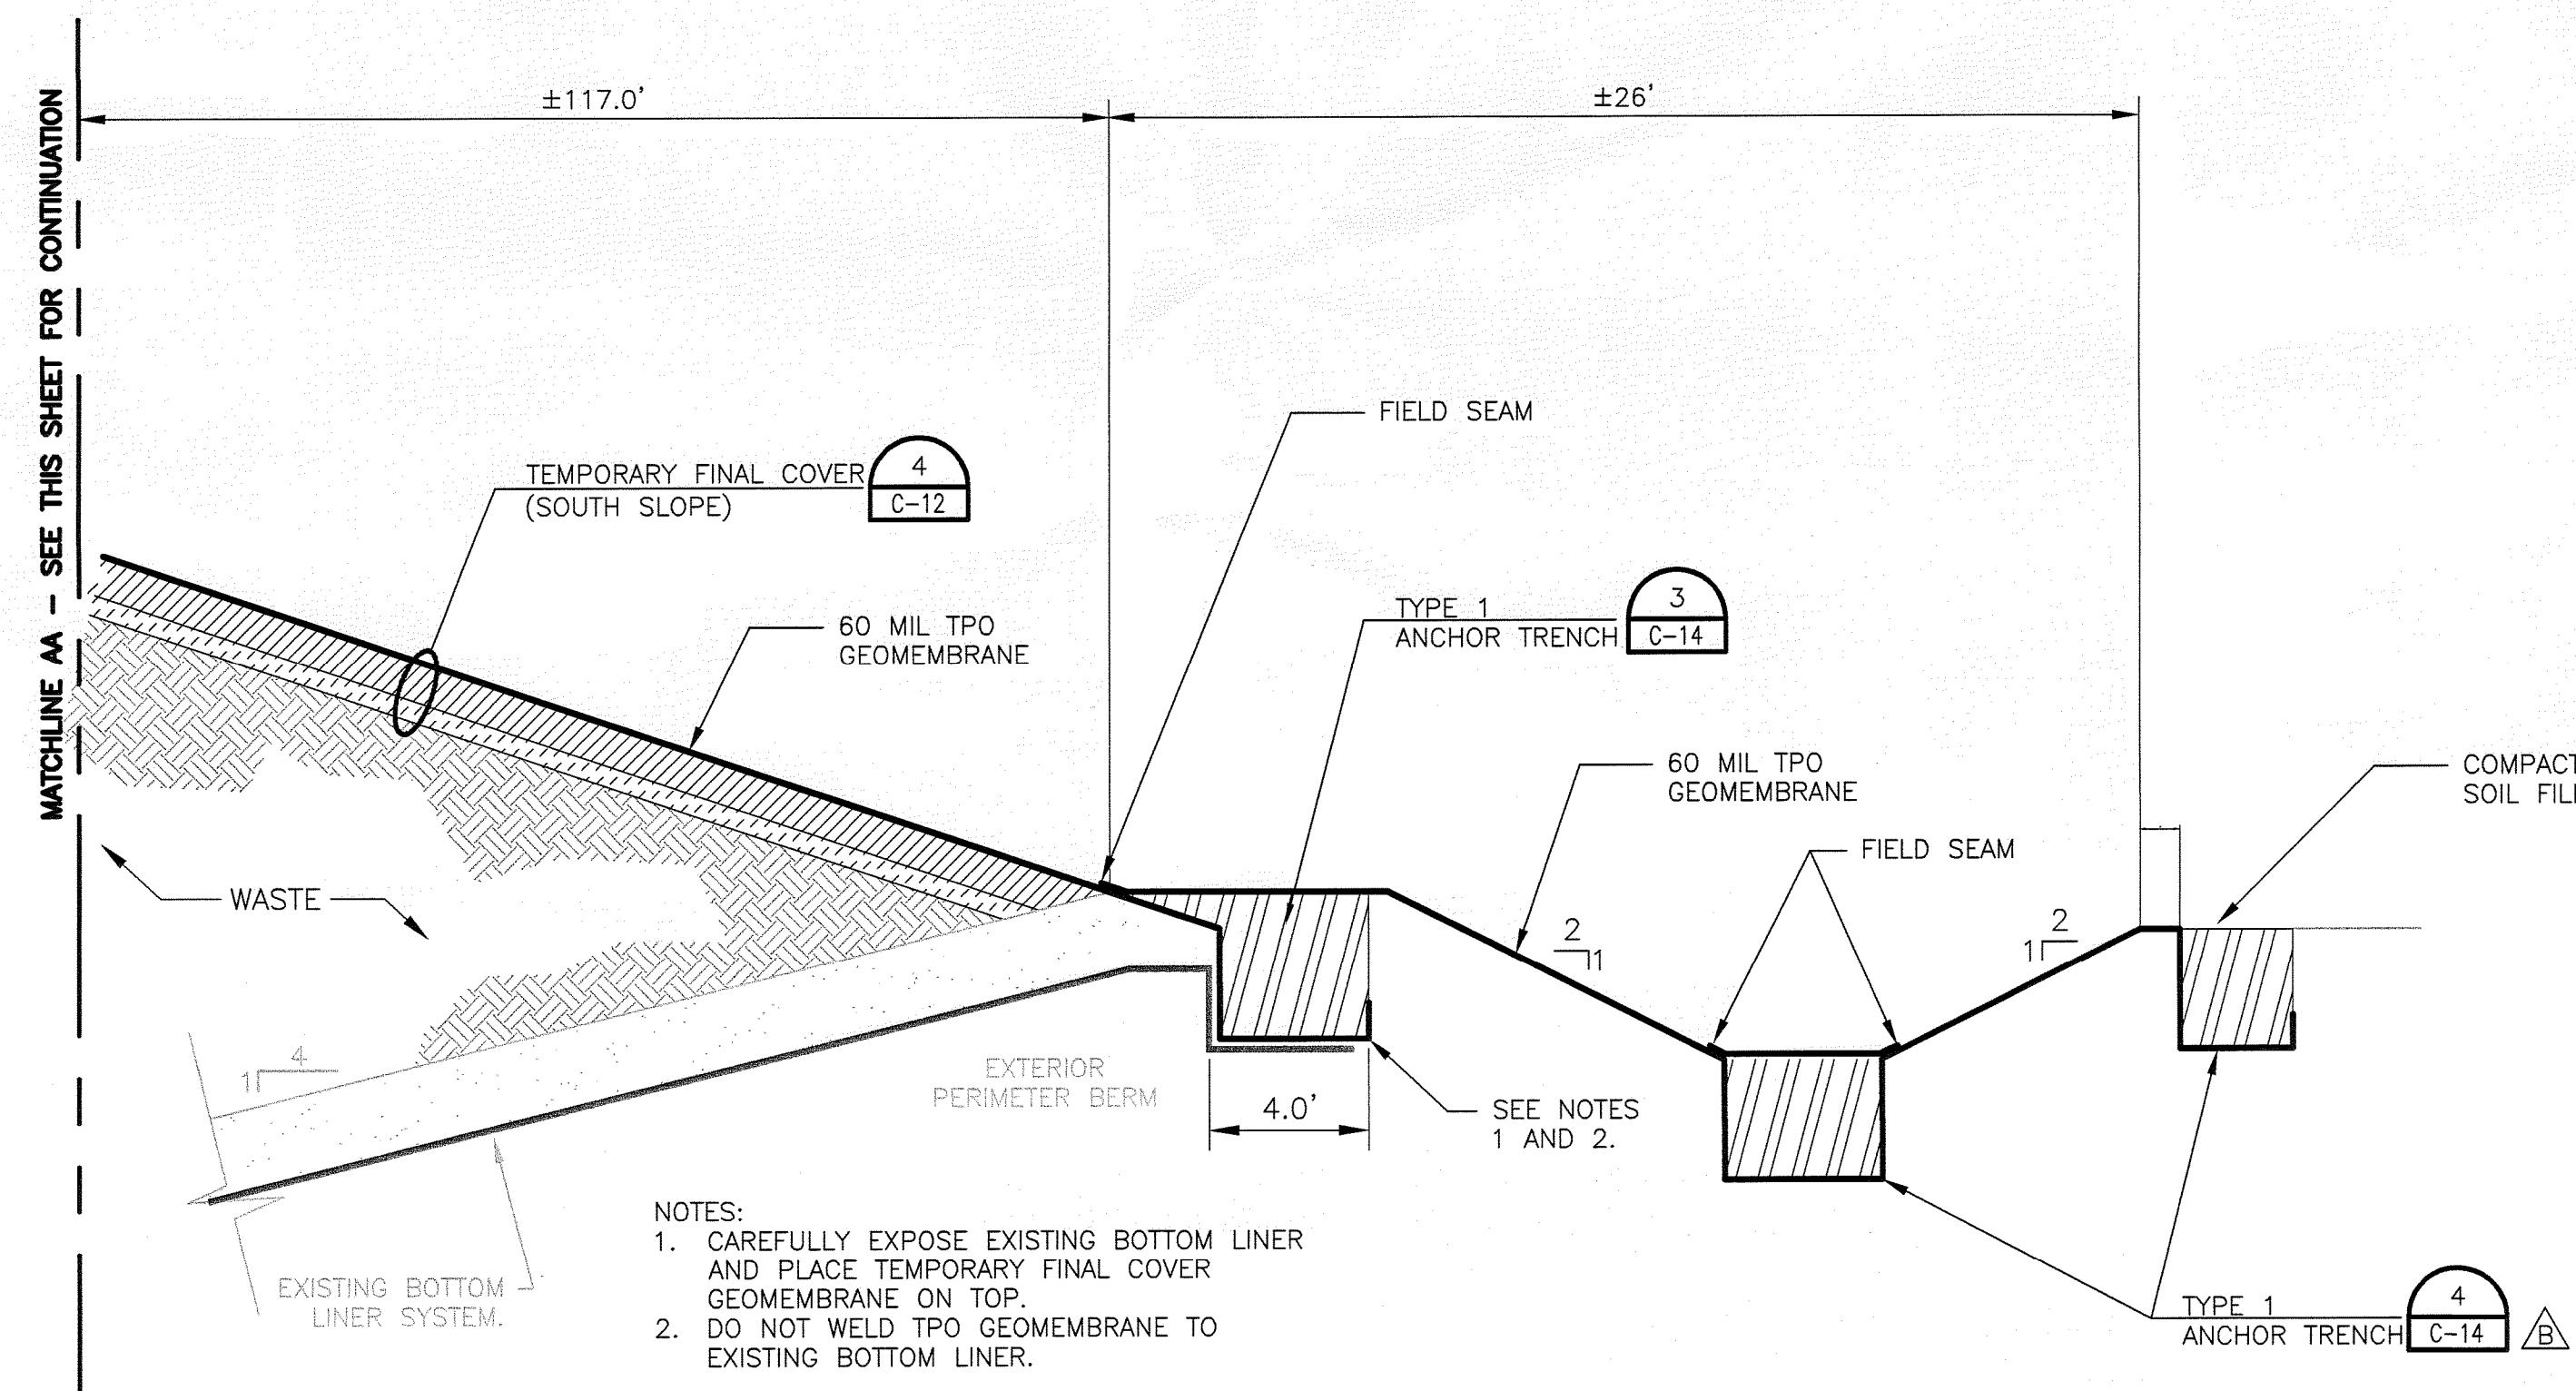 ±117.0'
±26'
MATCHLINE AA - SEE THIS SHEET FOR CONTINUATION
FIELD SEAM
TEMPORARY FINAL COVER
(SOUTH SLOPE)
4
C-12
60 MIL TPO
GEOMEMBRANE
TYPE 1
ANCHOR TRENCH
3
C-14
60 MIL TPO
GEOMEMBRANE
COMPACT
SOIL FIL
FIELD SEAM
WASTE
2
1
2
1
4
1
EXTERIOR
PERIMETER BERM
4.0'
SEE NOTES
1 AND 2.
EXISTING BOTTOM
LINER SYSTEM.
NOTES:
1. CAREFULLY EXPOSE EXISTING BOTTOM LINER
AND PLACE TEMPORARY FINAL COVER
GEOMEMBRANE ON TOP.
2. DO NOT WELD TPO GEOMEMBRANE TO
EXISTING BOTTOM LINER.
TYPE 1
ANCHOR TRENCH
4
C-14
B